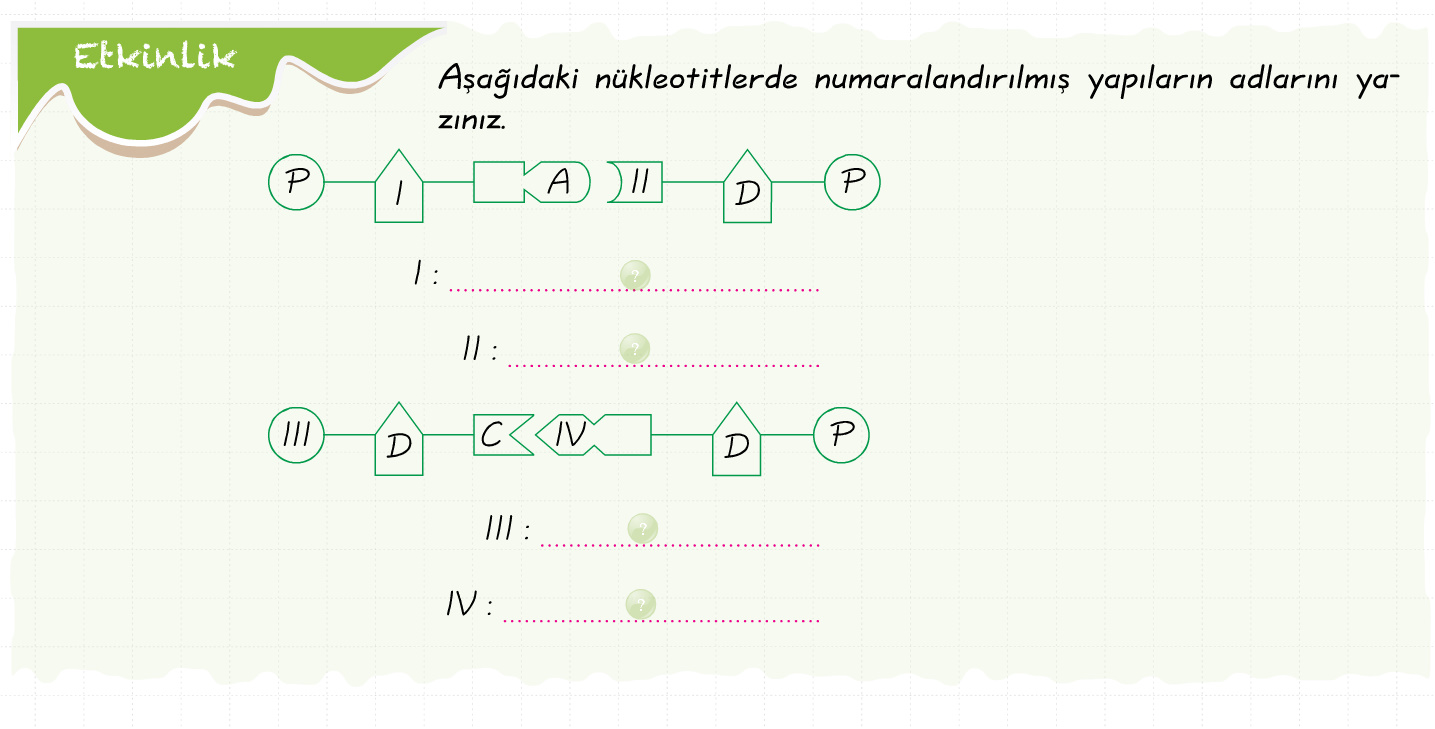 Etkinlik
Aşağıdaki nükleotitlerde numaralandırılmış yapıların adlarını ya-
zınız.
P I A II D P
I : ?
II : ?
III D C IV D P
III : ?
IV : ?